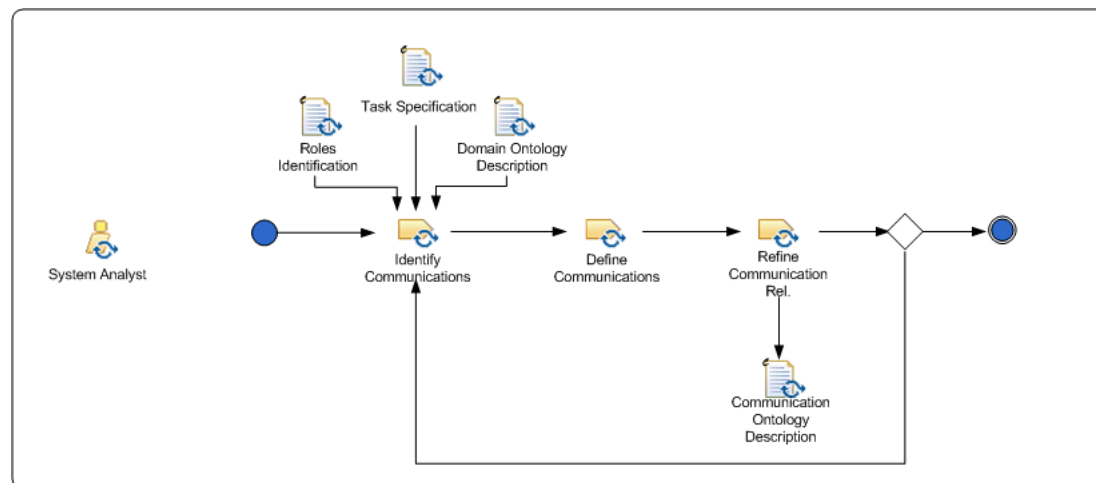 Task Specification
Roles
Identification
Domain Ontology
Description
System Analyst
Identify
Communications
Define
Communications
Refine
Communication
Rel.
Communication
Ontology
Description